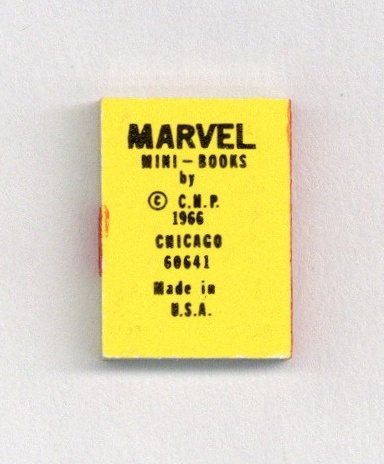 MARVEL
MINI-BOOKS
by
© C.M.P.
1966
CHICAGO
60641
Made in
U.S.A.